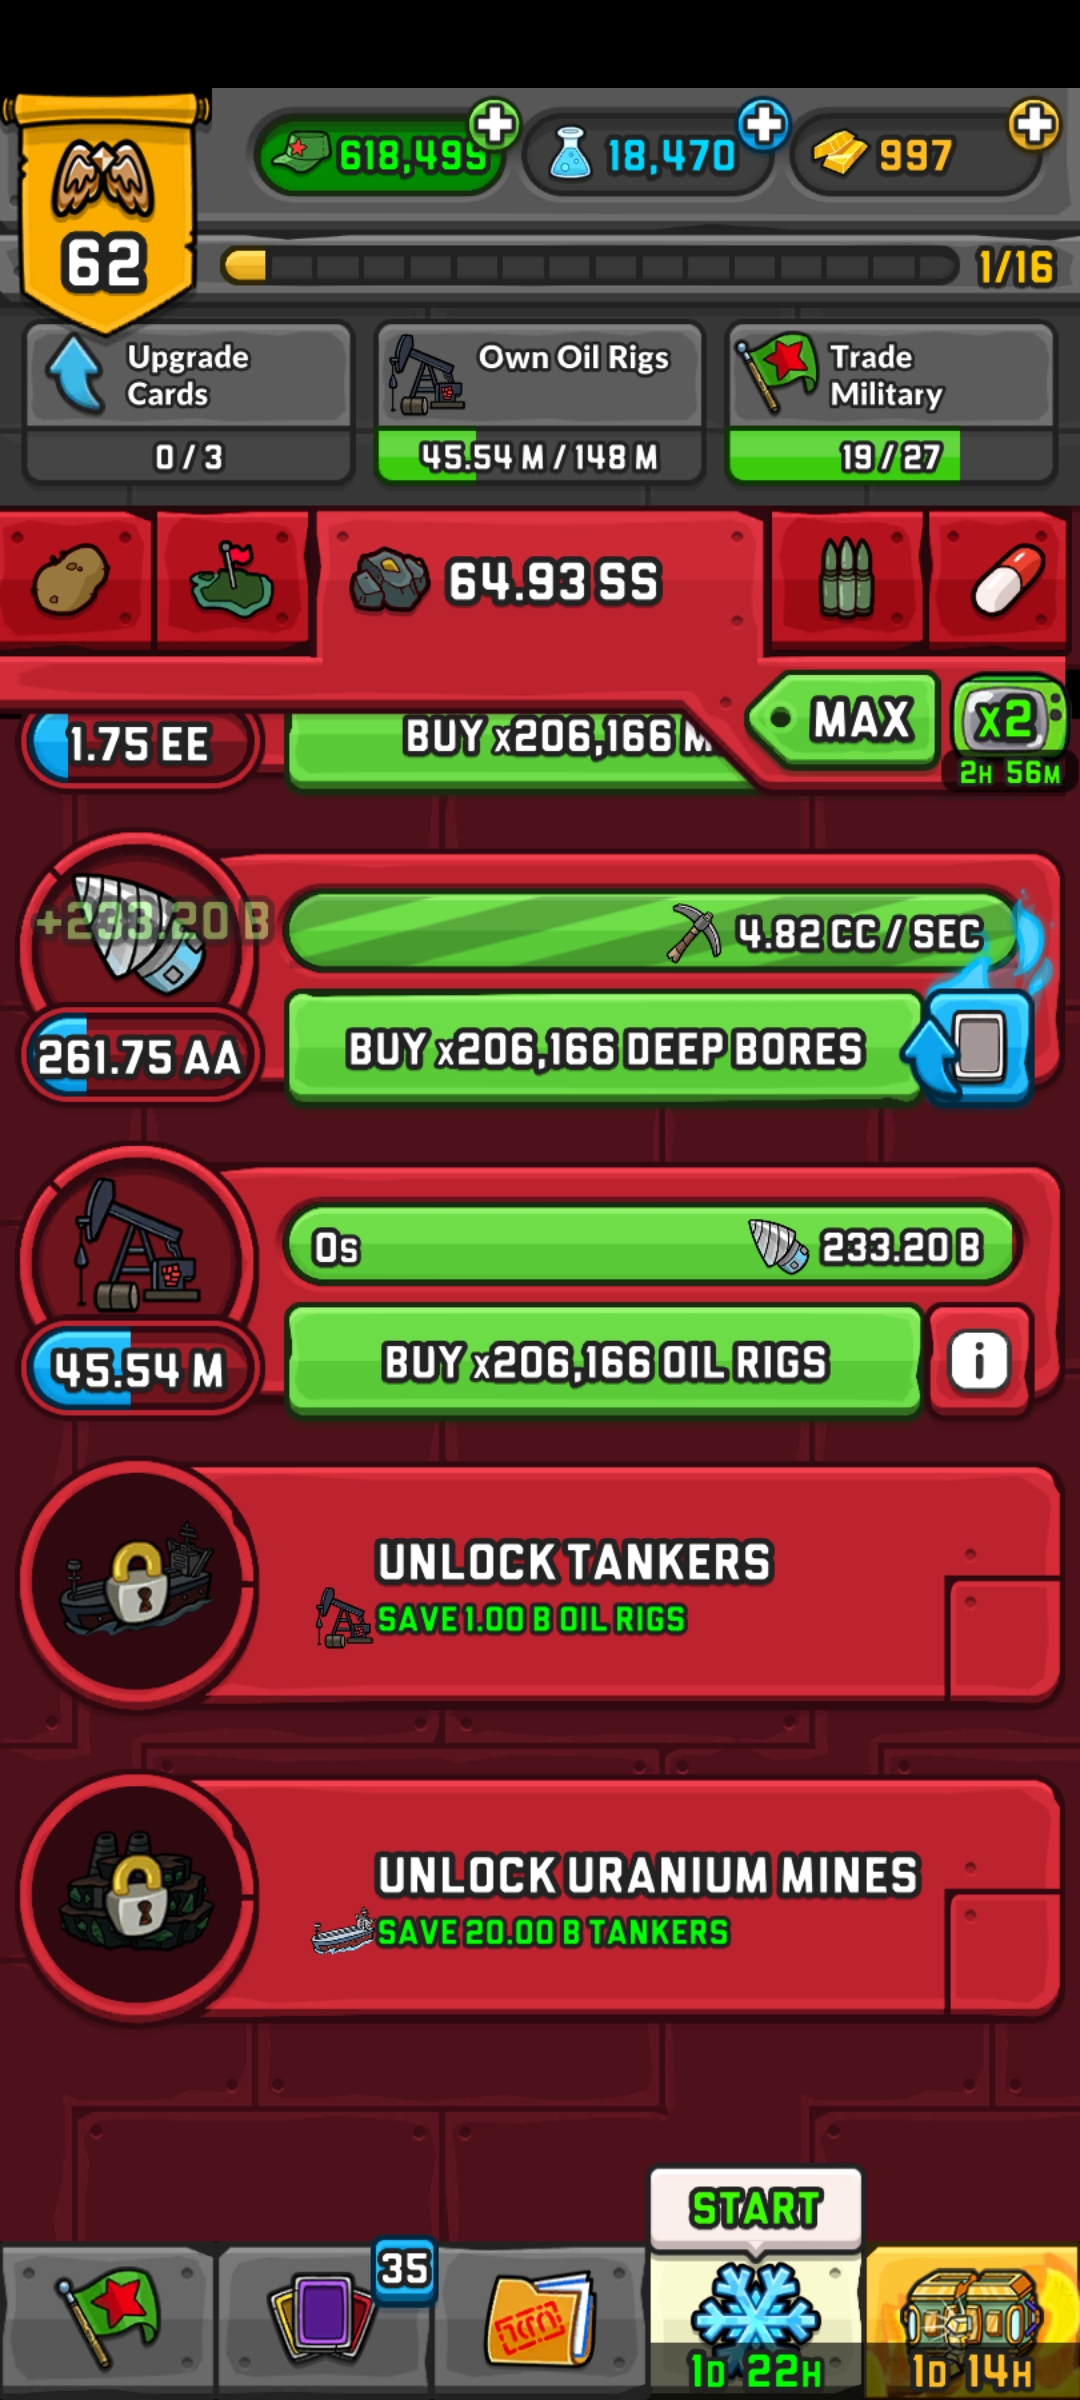 618,499
18,470
997
62
1/16
Upgrade
Cards
0 / 3
Own Oil Rigs
45.54 M / 148 M
Trade
Military
19 / 27
64.93 SS
MAX
x2
2H 56M
1.75 EE
BUY x206,166 M
+233.20 B
4.82 CC / SEC
261.75 AA
BUY x206,166 DEEP BORES
0s
233.20 B
45.54 M
BUY x206,166 OIL RIGS
i
UNLOCK TANKERS
SAVE 1.00 B OIL RIGS
UNLOCK URANIUM MINES
SAVE 20.00 B TANKERS
START
35
1D 22H
1D 14H